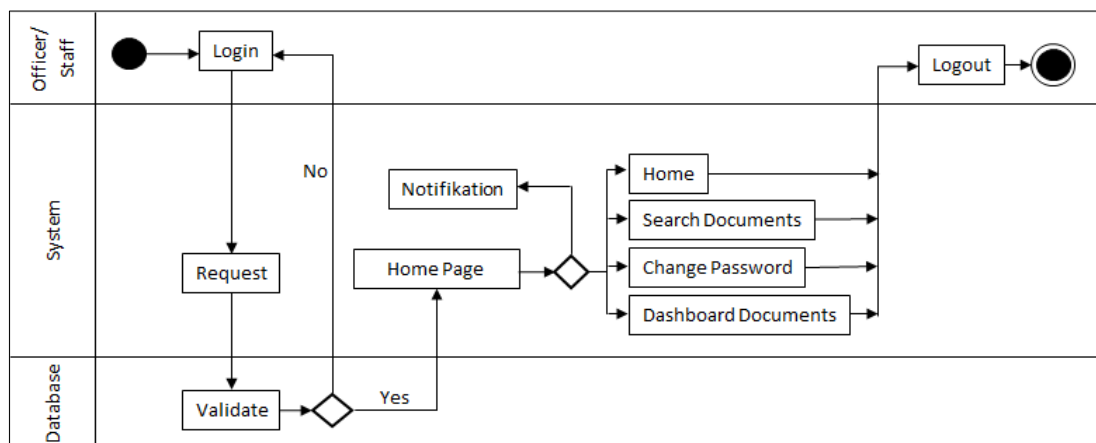 Officer/
Staff
Login
Logout
System
No
Notifikation
Home
Search Documents
Request
Home Page
Change Password
Dashboard Documents
Database
Validate
Yes